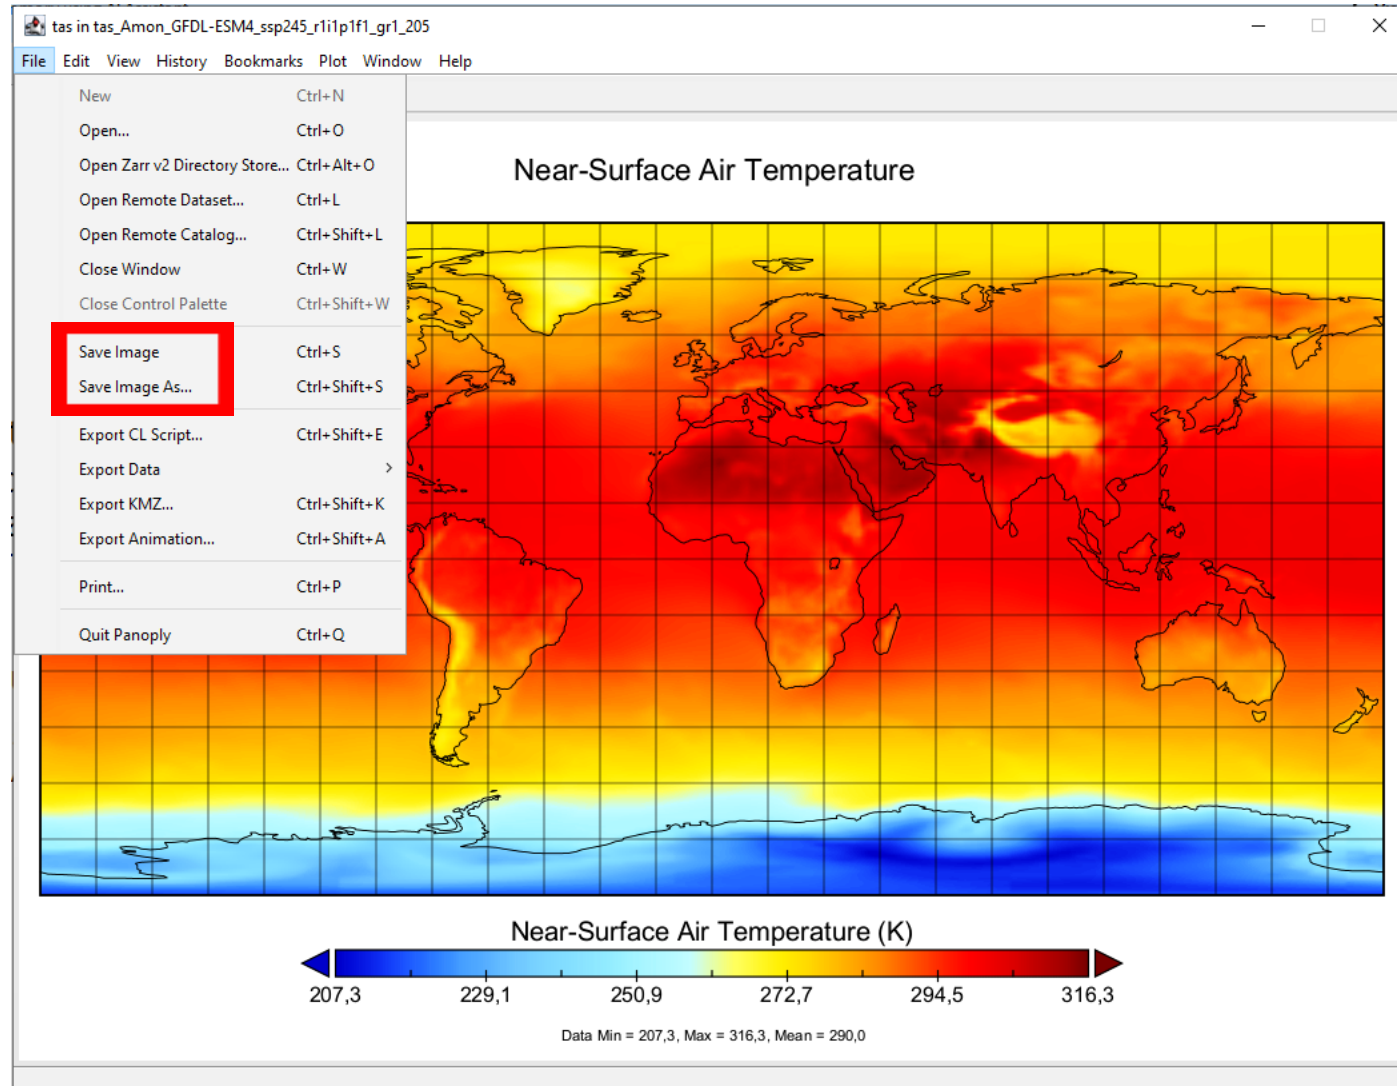 tas in tas_Amon_GFDL-ESM4_ssp245_r1i1p1f1_gr1_205
File Edit View History Bookmarks Plot Window Help
New Ctrl+N
Open... Ctrl+O
Open Zarr v2 Directory Store... Ctrl+Alt+O
Open Remote Dataset... Ctrl+L
Open Remote Catalog... Ctrl+Shift+L
Close Window Ctrl+W
Close Control Palette Ctrl+Shift+W
Save Image Ctrl+S
Save Image As... Ctrl+Shift+S
Export CL Script... Ctrl+Shift+E
Export Data
Export KMZ... Ctrl+Shift+K
Export Animation... Ctrl+Shift+A
Print... Ctrl+P
Quit Panoply Ctrl+Q
Near-Surface Air Temperature
Near-Surface Air Temperature (K)
207,3 229,1 250,9 272,7 294,5 316,3
Data Min = 207,3, Max = 316,3, Mean = 290,0